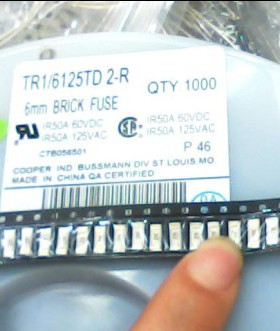 TR1/6125TD 2-R
QTY 1000
6mm BRICK FUSE
IR50A 60VDC
IR50A 125VAC
IR50A 60VDC
IR50A 125VAC
CTB056501
P 46
COOPER IND BUSSMANN DIV ST LOUIS MO
MADE IN CHINA QA CERTIFIED